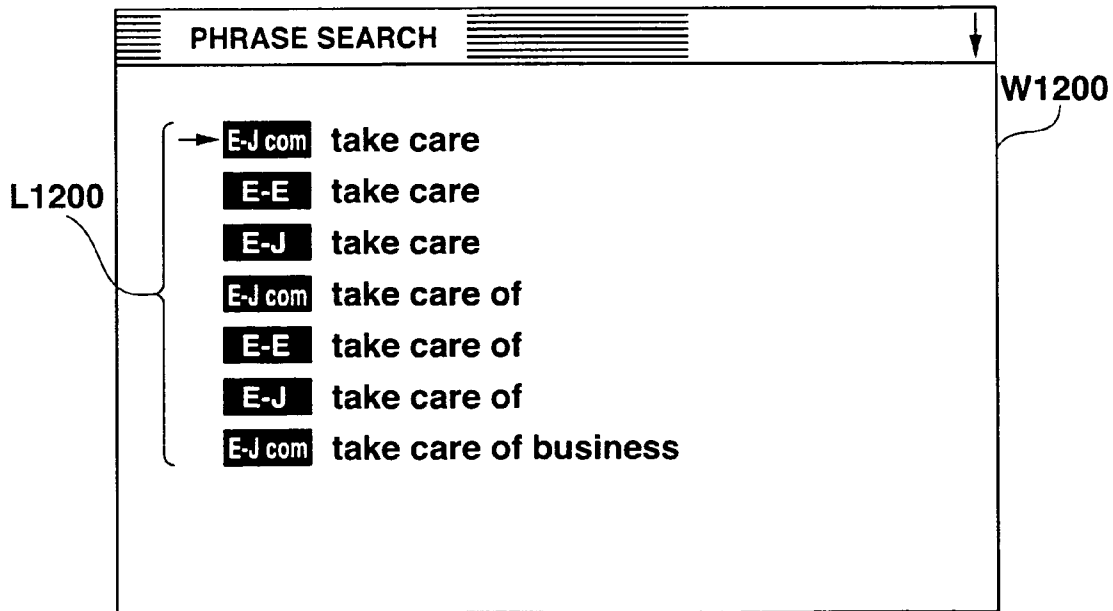 PHRASE SEARCH
W1200
L1200
E-J com take care
E-E take care
E-J take care
E-J com take care of
E-E take care of
E-J take care of
E-J com take care of business